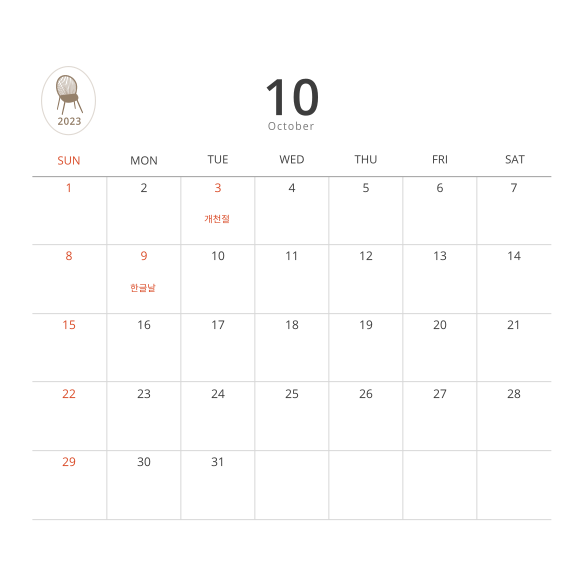 2023
10
October
SUN MON TUE WED THU FRI SAT
1 2 3 4 5 6 7
개천절
8 9 10 11 12 13 14
한글날
15 16 17 18 19 20 21
22 23 24 25 26 27 28
29 30 31